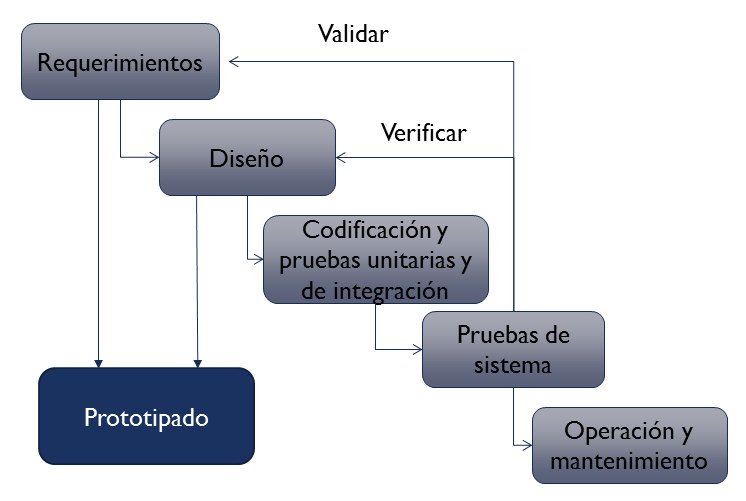 Validar
Requerimientos
Verificar
Diseño
Codificación y
pruebas unitarias y
de integración
Pruebas de
sistema
Prototipado
Operación y
mantenimiento